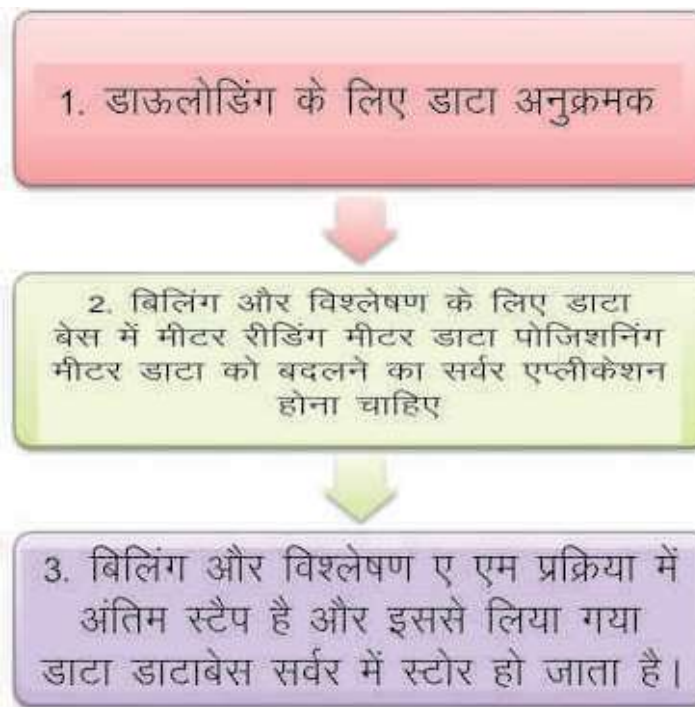 1. डाऊलोडिंग के लिए डाटा अनुक्रमक
2. बिलिंग और विश्लेषण के लिए डाटा
बेस में मीटर रीडिंग मीटर डाटा पोजिशनिंग
मीटर डाटा को बदलने का सर्वर एप्लीकेशन
होना चाहिए
3. बिलिंग और विश्लेषण ए एम प्रक्रिया में
अंतिम स्टैप है और इससे लिया गया
डाटा डाटाबेस सर्वर में स्टोर हो जाता है।